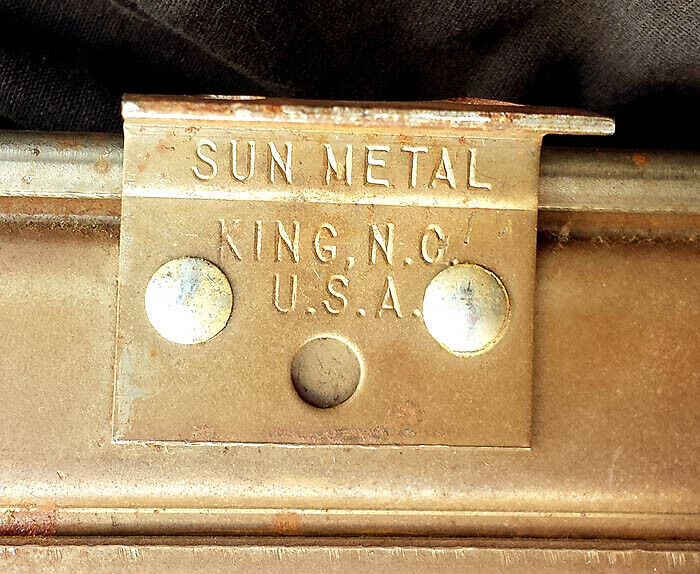 SUN METAL
KING, N.C.
U.S.A.